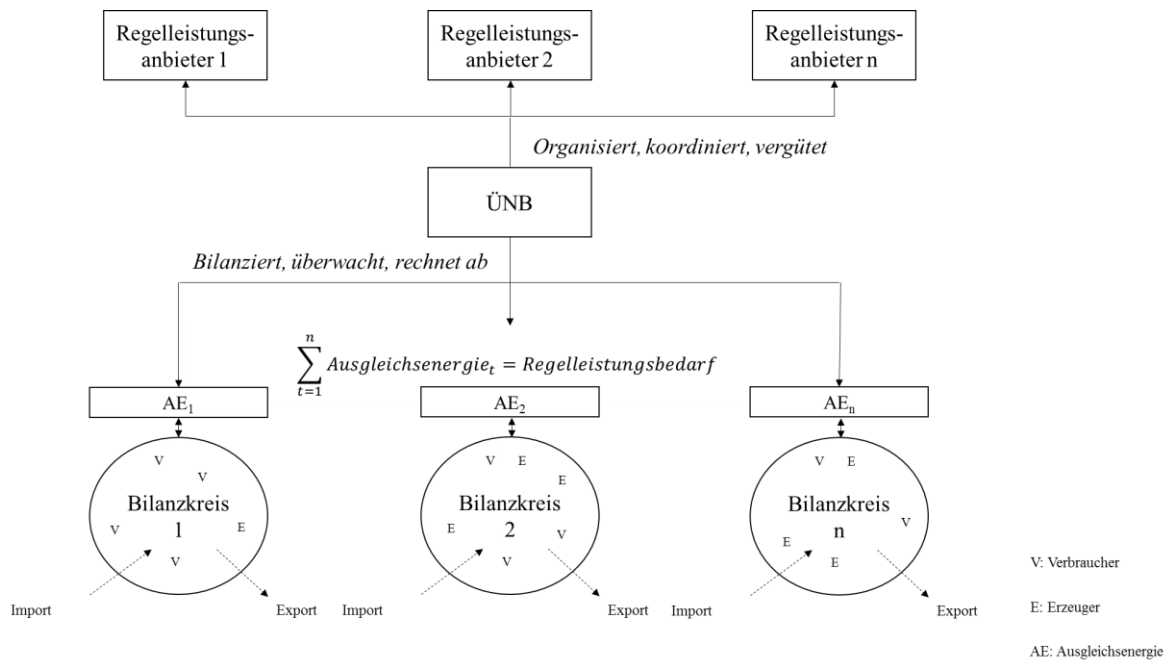 Regelleistungs-
anbieter 1
Regelleistungs-
anbieter 2
Regelleistungs-
anbieter n
Organisiert, koordiniert, vergütet
ÜNB
Bilanziert, überwacht, rechnet ab
n
∑ Ausgleichsenergieₜ = Regelleistungsbedarf
t=1
AE₁
AE₂
AEₙ
V
V
Bilanzkreis
1
V
E
V
Import
Export
V E
E
Bilanzkreis
2
E
V
V
Import
Export
V E
Bilanzkreis
n
V
E
E
Import
Export
V: Verbraucher
E: Erzeuger
AE: Ausgleichsenergie